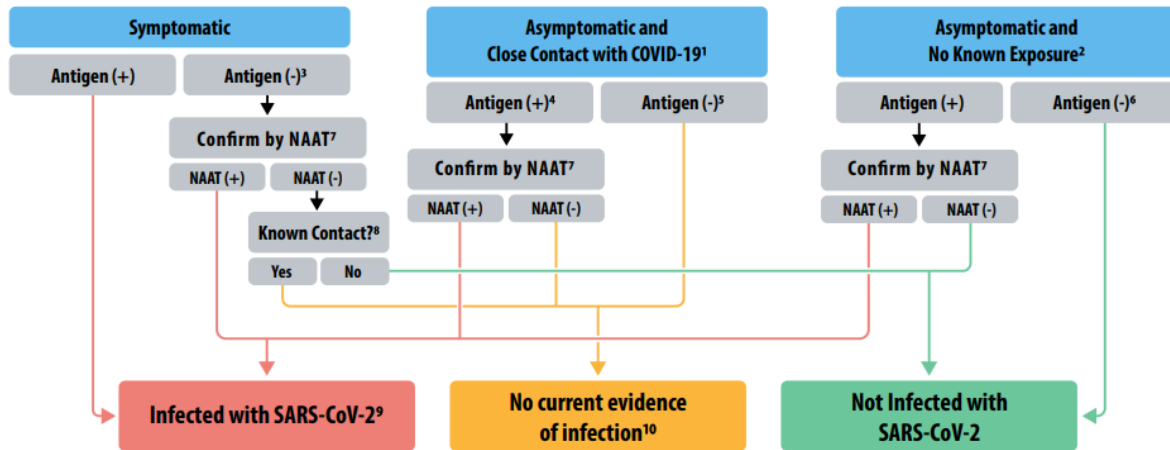 Symptomatic
Asymptomatic and
Close Contact with COVID-19¹
Asymptomatic and
No Known Exposure²
Antigen (+)
Antigen (-)³
Antigen (+)⁴
Antigen (-)⁵
Antigen (+)
Antigen (-)⁶
Confirm by NAAT⁷
Confirm by NAAT⁷
Confirm by NAAT⁷
NAAT (+)
NAAT (-)
NAAT (+)
NAAT (-)
NAAT (+)
NAAT (-)
Known Contact?⁸
Yes
No
Infected with SARS-CoV-2⁹
No current evidence
of infection¹⁰
Not Infected with
SARS-CoV-2